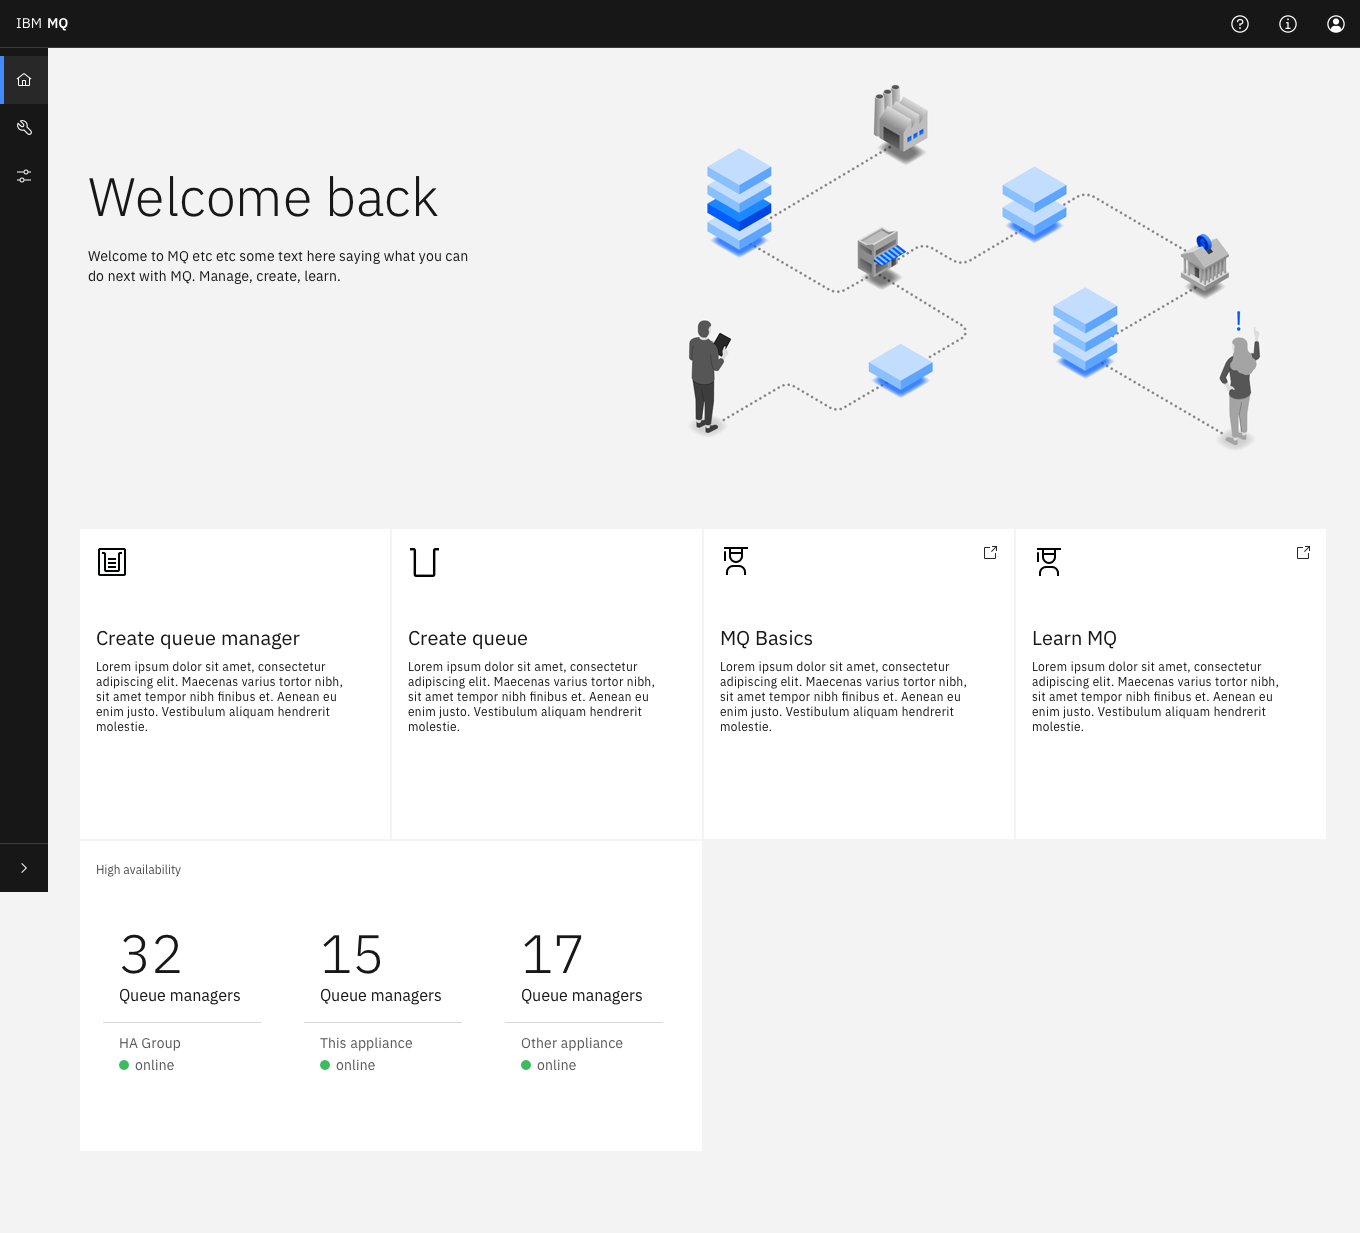 IBM MQ
Welcome back
Welcome to MQ etc etc some text here saying what you can
do next with MQ. Manage, create, learn.
!
Create queue manager
Lorem ipsum dolor sit amet, consectetur
adipiscing elit. Maecenas varius tortor nibh,
sit amet tempor nibh finibus et. Aenean eu
enim justo. Vestibulum aliquam hendrerit
molestie.
Create queue
Lorem ipsum dolor sit amet, consectetur
adipiscing elit. Maecenas varius tortor nibh,
sit amet tempor nibh finibus et. Aenean eu
enim justo. Vestibulum aliquam hendrerit
molestie.
MQ Basics
Lorem ipsum dolor sit amet, consectetur
adipiscing elit. Maecenas varius tortor nibh,
sit amet tempor nibh finibus et. Aenean eu
enim justo. Vestibulum aliquam hendrerit
molestie.
Learn MQ
Lorem ipsum dolor sit amet, consectetur
adipiscing elit. Maecenas varius tortor nibh,
sit amet tempor nibh finibus et. Aenean eu
enim justo. Vestibulum aliquam hendrerit
molestie.
High availability
32
Queue managers
HA Group
online
15
Queue managers
This appliance
online
17
Queue managers
Other appliance
online